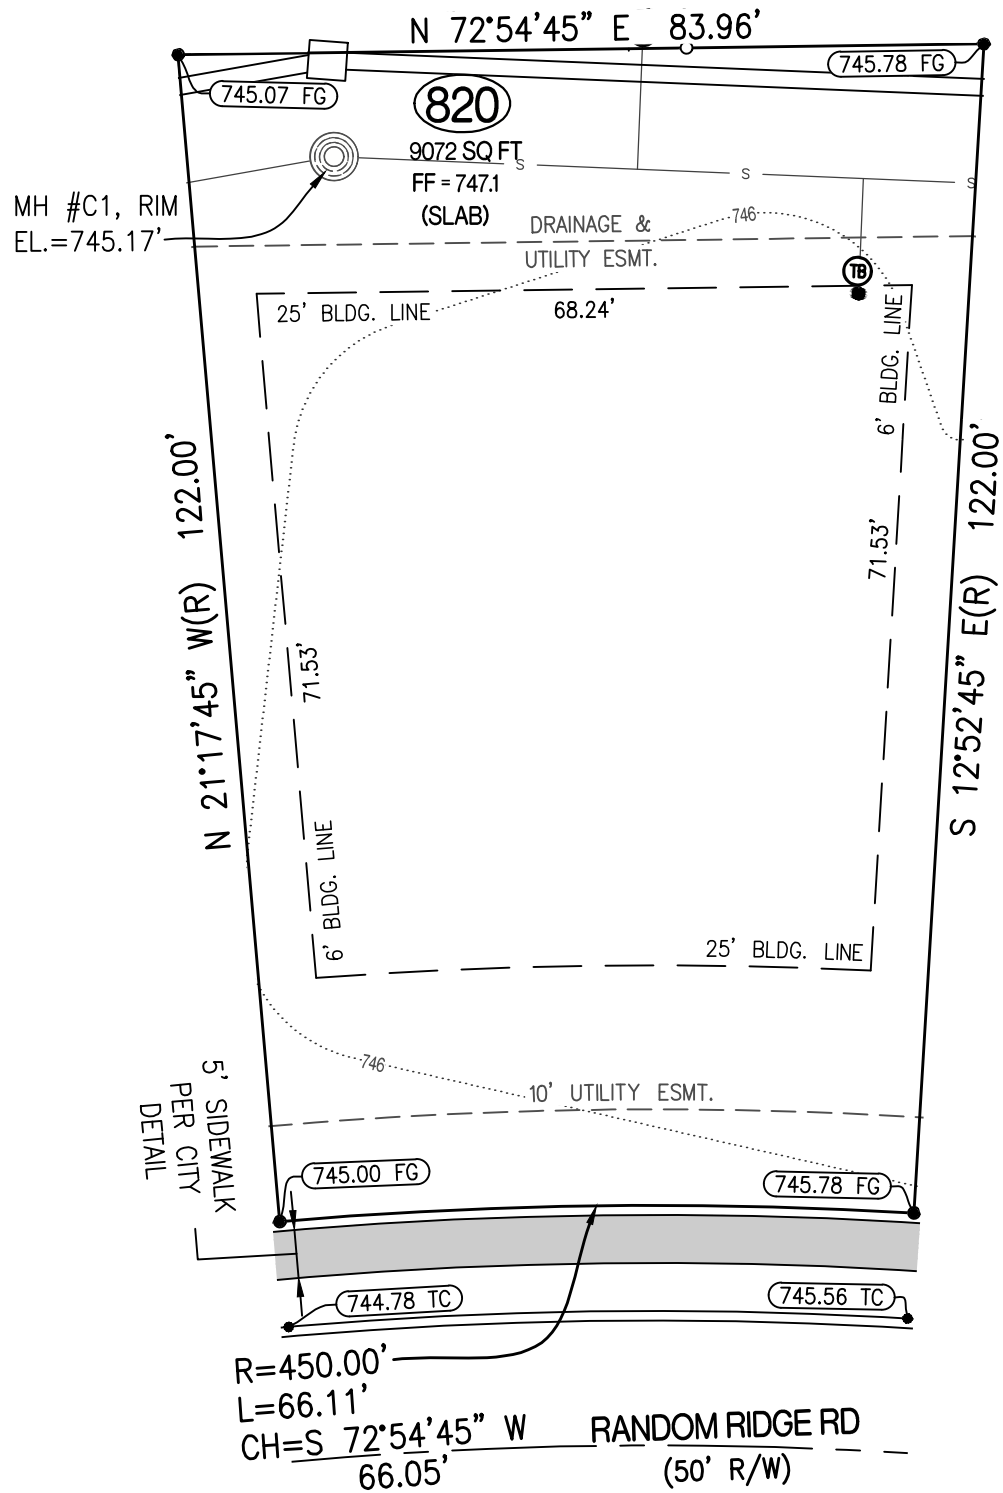 N 72°54'45" E 83.96'
745.07 FG
745.78 FG
820
9072 SQ FT
FF = 747.1
(SLAB)
S
S
S
MH #C1, RIM
EL.=745.17'
DRAINAGE &
UTILITY ESMT.
746
TB
25' BLDG. LINE
68.24'
6' BLDG. LINE
71.53'
N 21°17'45" W(R) 122.00'
S 12°52'45" E(R) 122.00'
71.53'
6' BLDG. LINE
25' BLDG. LINE
746
10' UTILITY ESMT.
5' SIDEWALK
PER CITY
DETAIL
745.00 FG
745.78 FG
744.78 TC
745.56 TC
R=450.00'
L=66.11'
CH=S 72°54'45" W
66.05'
RANDOM RIDGE RD
(50' R/W)